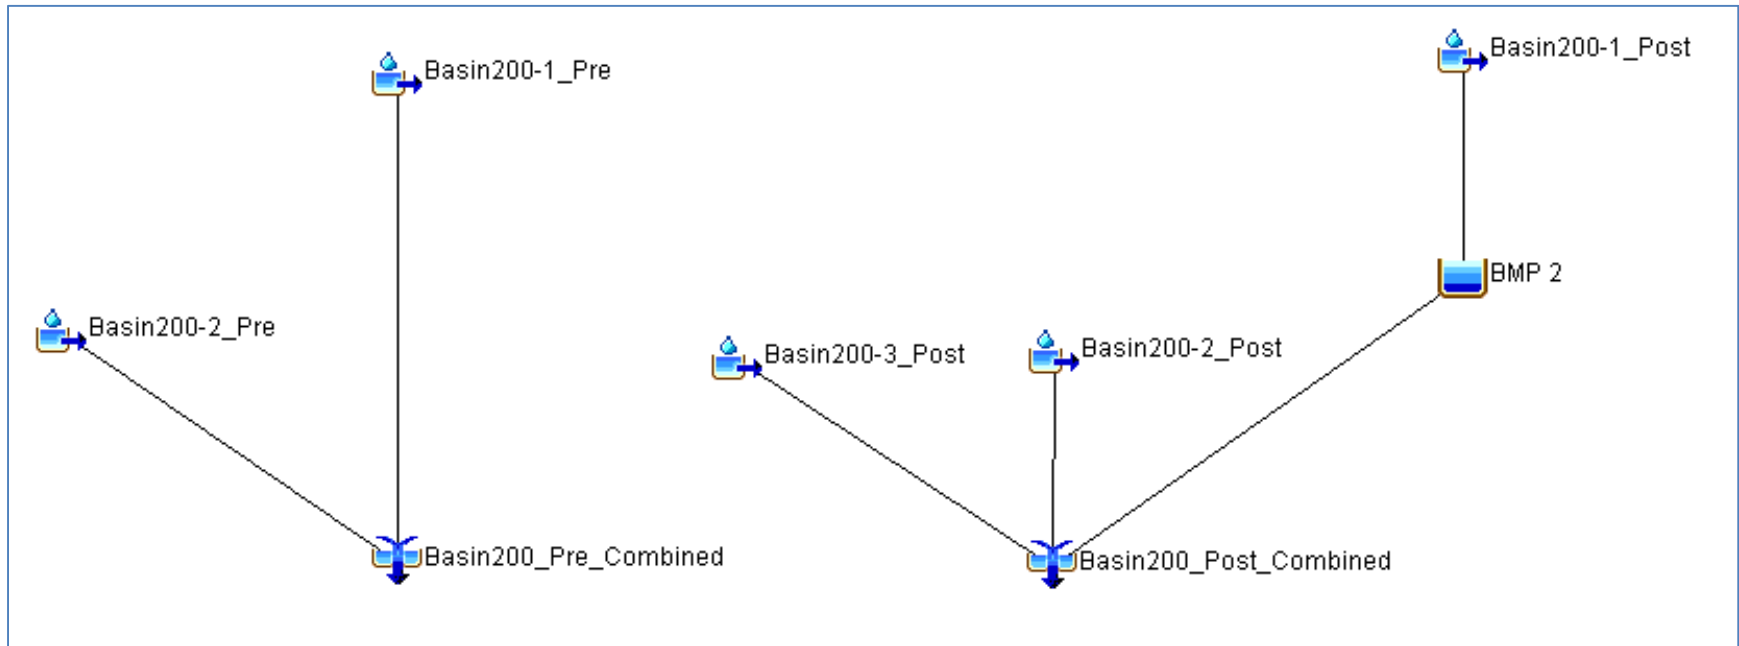 Basin200-1_Pre
Basin200-1_Post
BMP 2
Basin200-2_Pre
Basin200-3_Post
Basin200-2_Post
Basin200_Pre_Combined
Basin200_Post_Combined